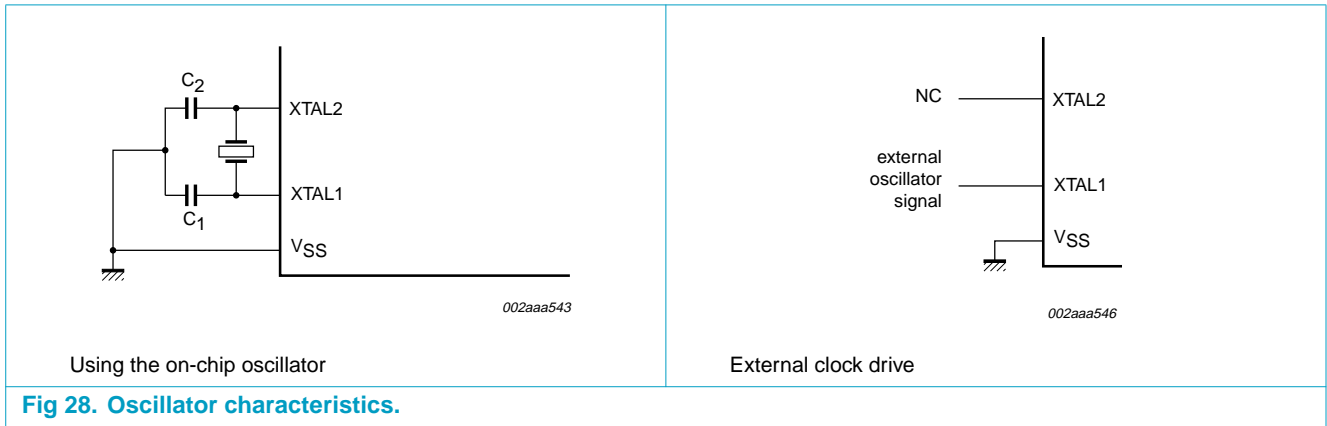 C2
XTAL2
XTAL1
C1
VSS
002aaa543
Using the on-chip oscillator
NC
XTAL2
external
oscillator
signal
XTAL1
VSS
002aaa546
External clock drive
Fig 28. Oscillator characteristics.